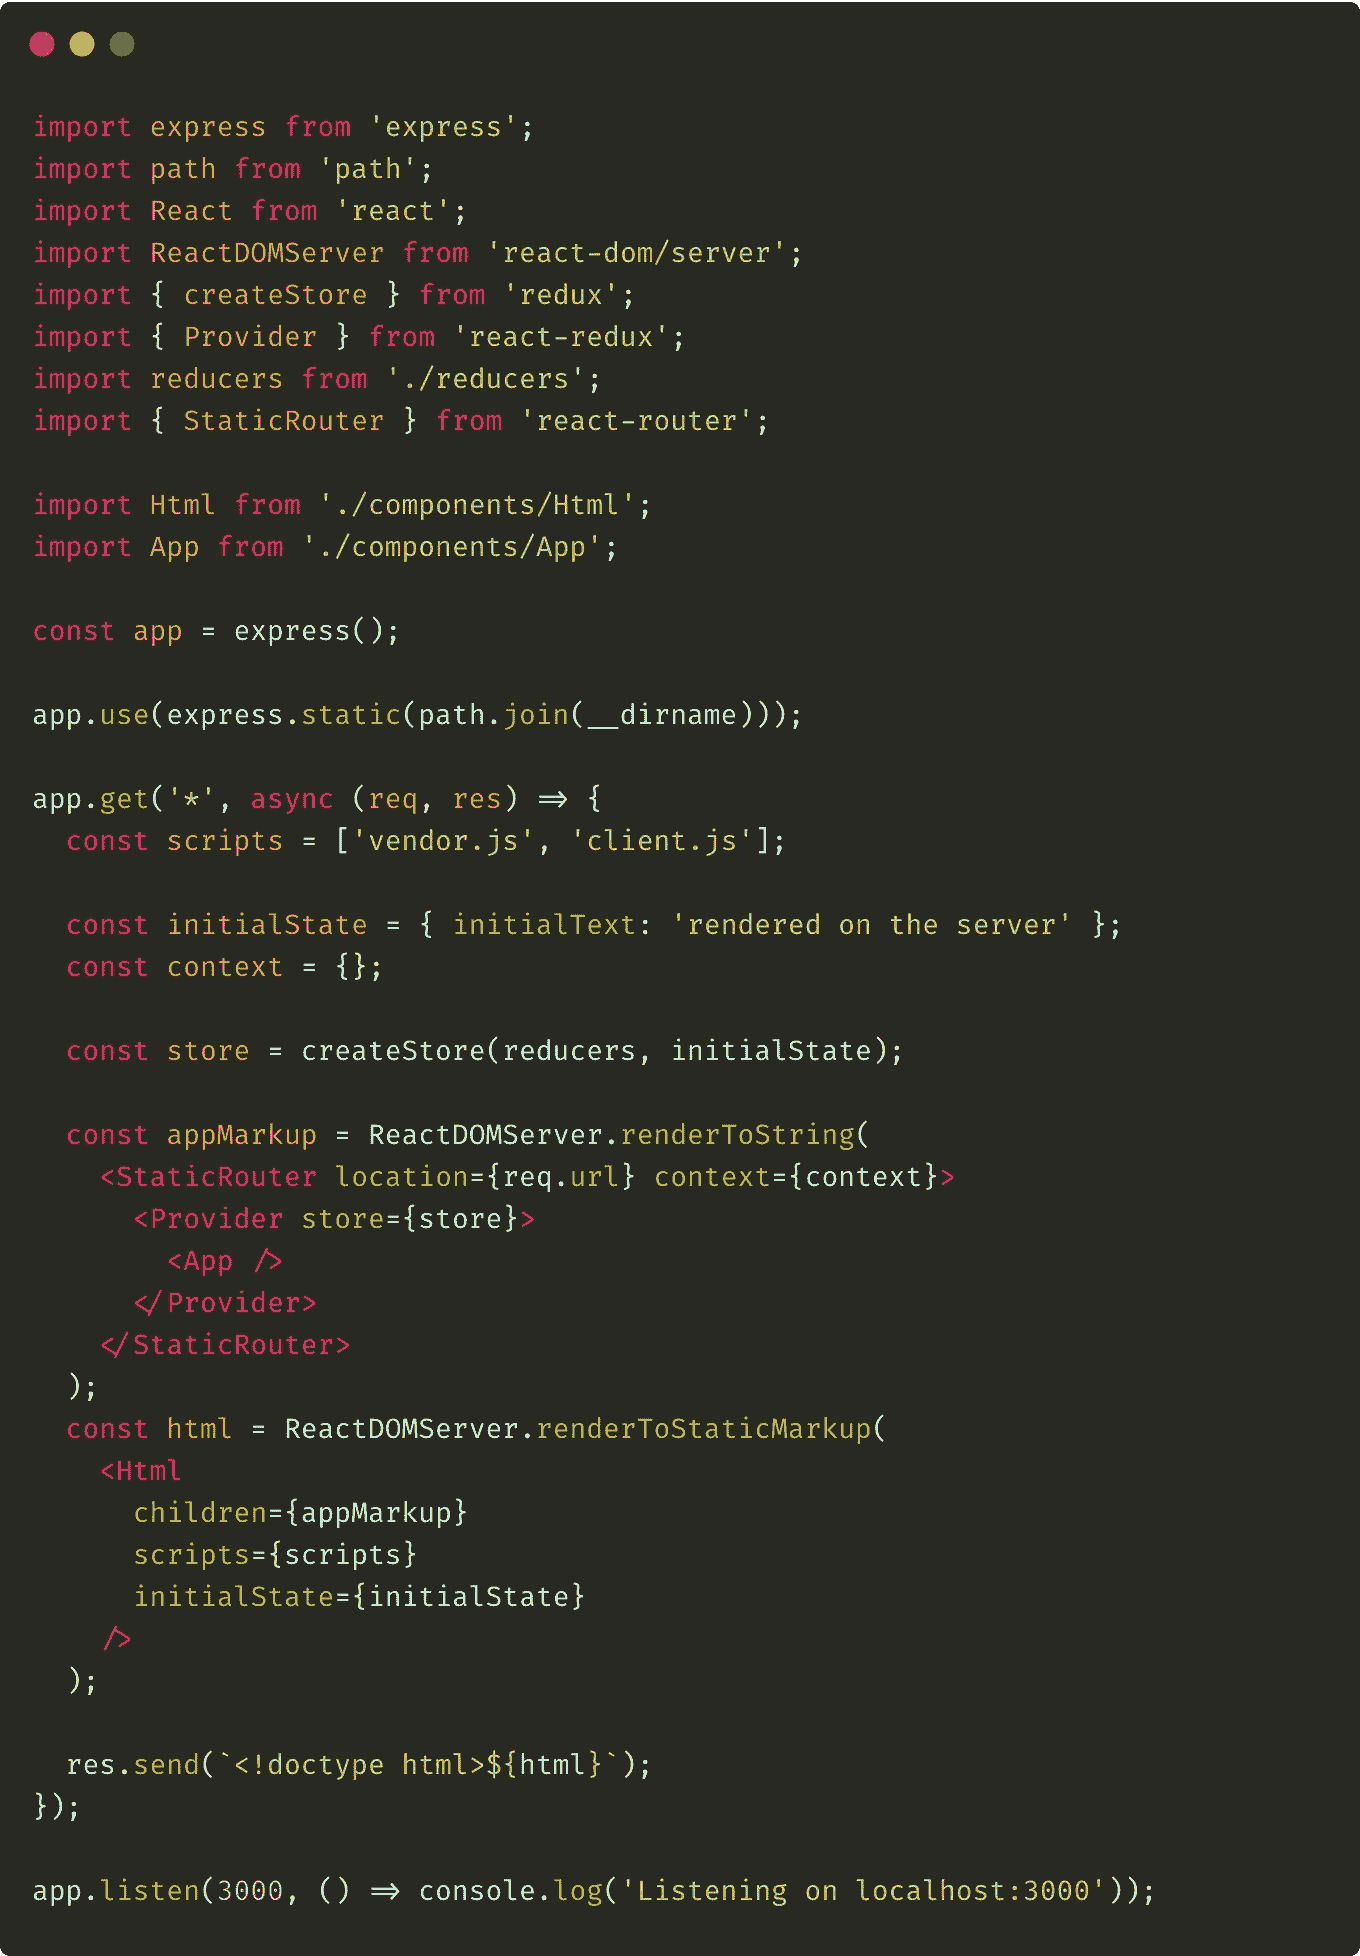 import express from 'express';
import path from 'path';
import React from 'react';
import ReactDOMServer from 'react-dom/server';
import { createStore } from 'redux';
import { Provider } from 'react-redux';
import reducers from './reducers';
import { StaticRouter } from 'react-router';

import Html from './components/Html';
import App from './components/App';

const app = express();

app.use(express.static(path.join(__dirname)));

app.get('*', async (req, res) => {
  const scripts = ['vendor.js', 'client.js'];

  const initialState = { initialText: 'rendered on the server' };
  const context = {};

  const store = createStore(reducers, initialState);

  const appMarkup = ReactDOMServer.renderToString(
    <StaticRouter location={req.url} context={context}>
      <Provider store={store}>
        <App />
      </Provider>
    </StaticRouter>
  );
  const html = ReactDOMServer.renderToStaticMarkup(
    <Html
      children={appMarkup}
      scripts={scripts}
      initialState={initialState}
    />
  );

  res.send(`<!doctype html>${html}`);
});

app.listen(3000, () => console.log('Listening on localhost:3000'));